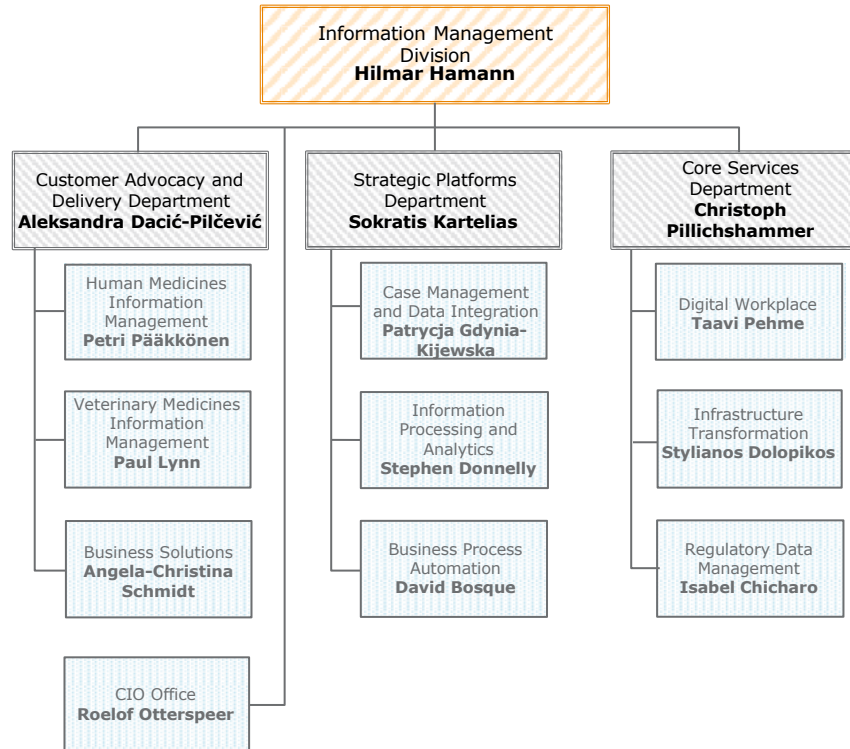 Information Management
Division
Hilmar Hamann
Customer Advocacy and
Delivery Department
Aleksandra Dacić-Pilčević
Human Medicines
Information
Management
Petri Pääkkönen
Veterinary Medicines
Information
Management
Paul Lynn
Business Solutions
Angela-Christina
Schmidt
CIO Office
Roelof Otterspeer
Strategic Platforms
Department
Sokratis Kartelias
Case Management
and Data Integration
Patrycja Gdynia-
Kijewska
Information
Processing and
Analytics
Stephen Donnelly
Business Process
Automation
David Bosque
Core Services
Department
Christoph
Pillichshammer
Digital Workplace
Taavi Pehme
Infrastructure
Transformation
Stylianos Dolopikos
Regulatory Data
Management
Isabel Chicharo